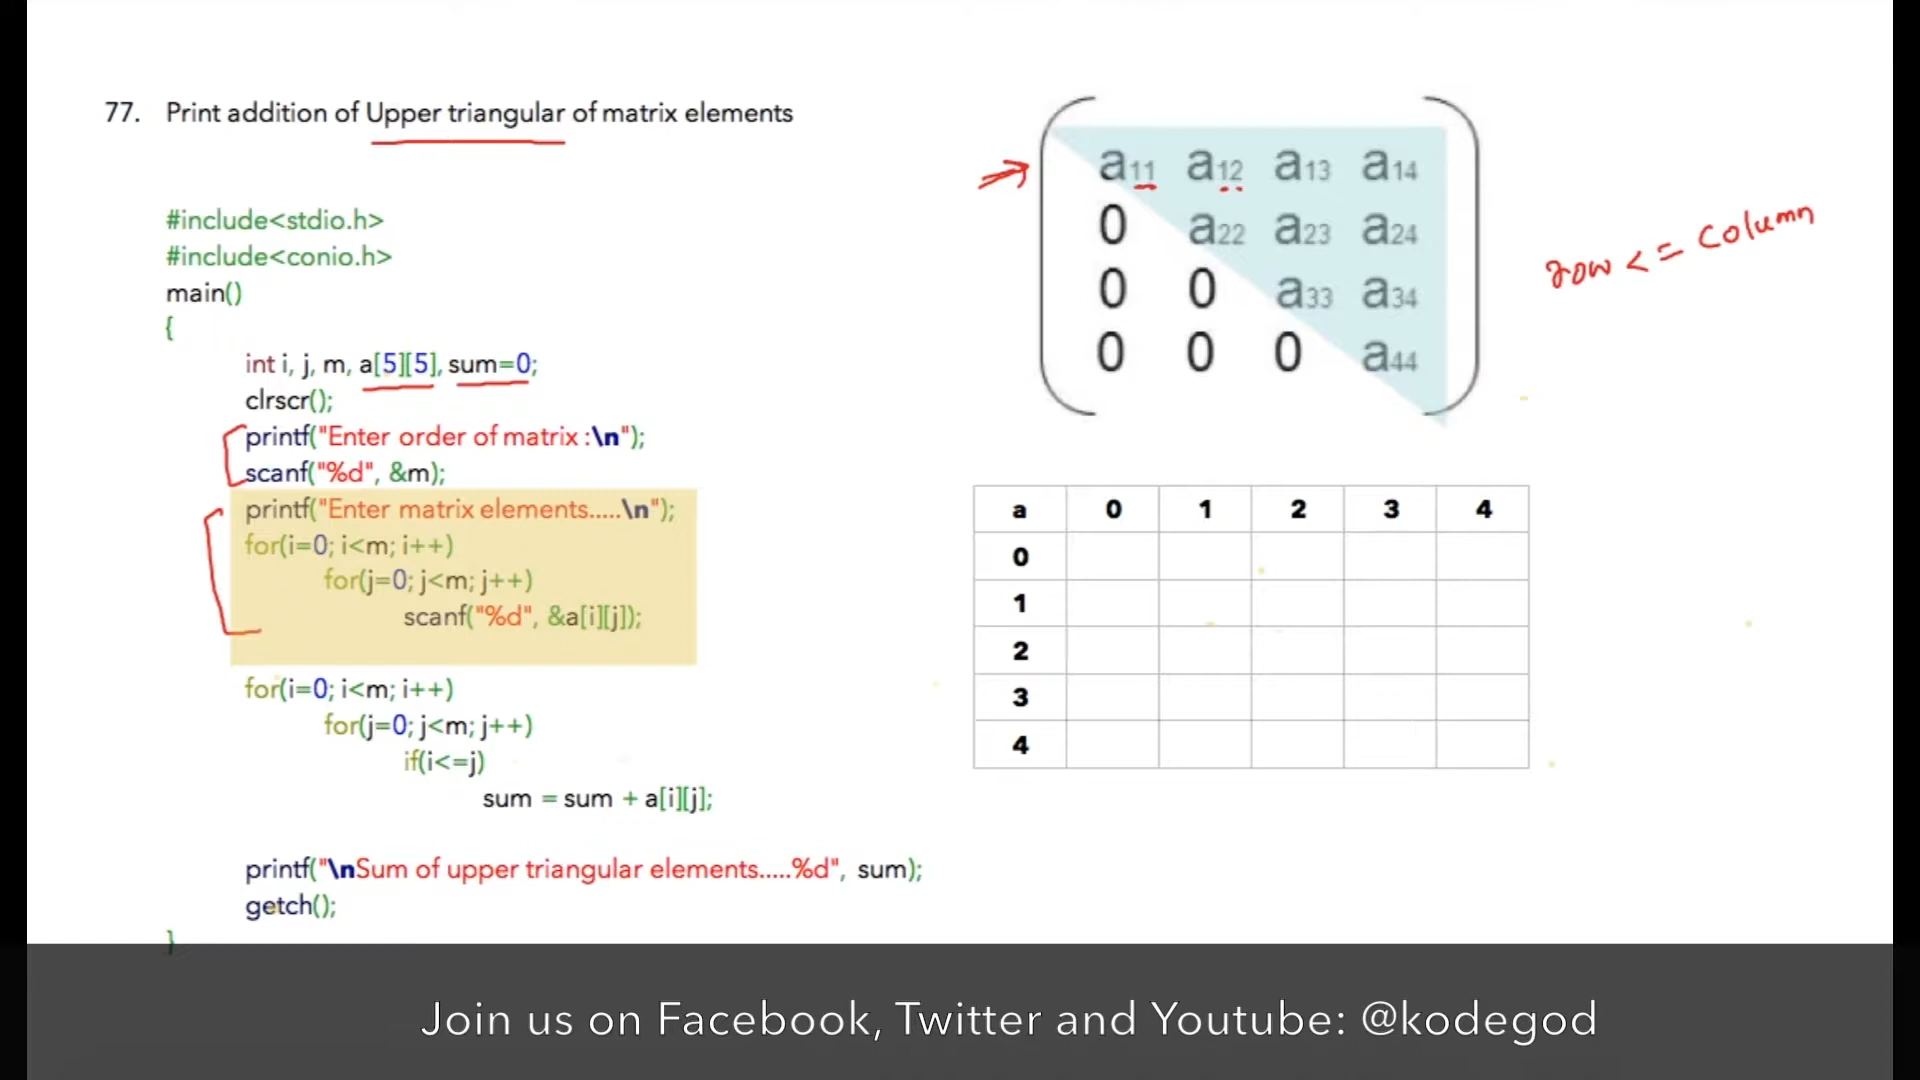 77. Print addition of Upper triangular of matrix elements
#include<stdio.h>
#include<conio.h>
main()
{
int i, j, m, a[5][5], sum=0;
clrscr();
printf("Enter order of matrix :\n");
scanf("%d", &m);
printf("Enter matrix elements.....\n");
for(i=0; i<m; i++)
for(j=0; j<m; j++)
scanf("%d", &a[i][j]);
for(i=0; i<m; i++)
for(j=0; j<m; j++)
if(i<=j)
sum = sum + a[i][j];
printf("\nSum of upper triangular elements.....%d", sum);
getch();
}
a11 a12 a13 a14
0 a22 a23 a24
0 0 a33 a34
0 0 0 a44
row <= column
a 0 1 2 3 4
0
1
2
3
4
Join us on Facebook, Twitter and Youtube: @kodegod